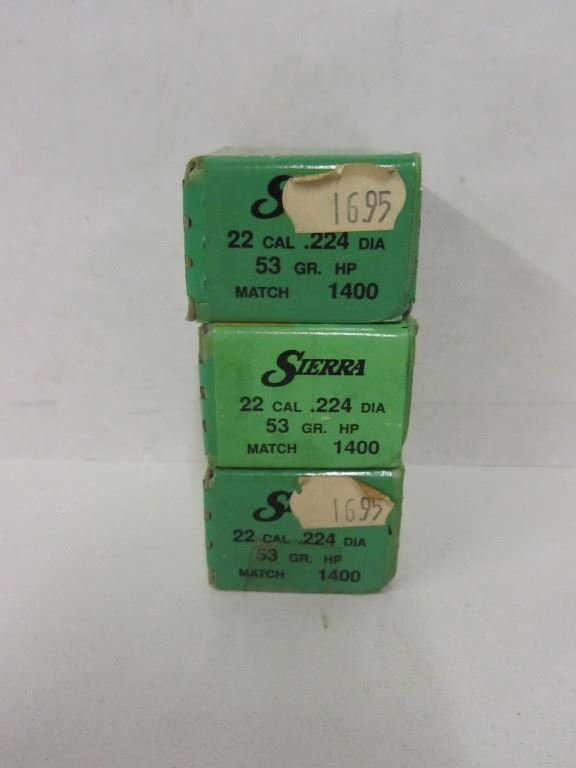 16.95
22 CAL .224 DIA
53 GR. HP
MATCH 1400
SIERRA
22 CAL .224 DIA
53 GR. HP
MATCH 1400
16.95
22 CAL .224 DIA
53 GR. HP
MATCH 1400